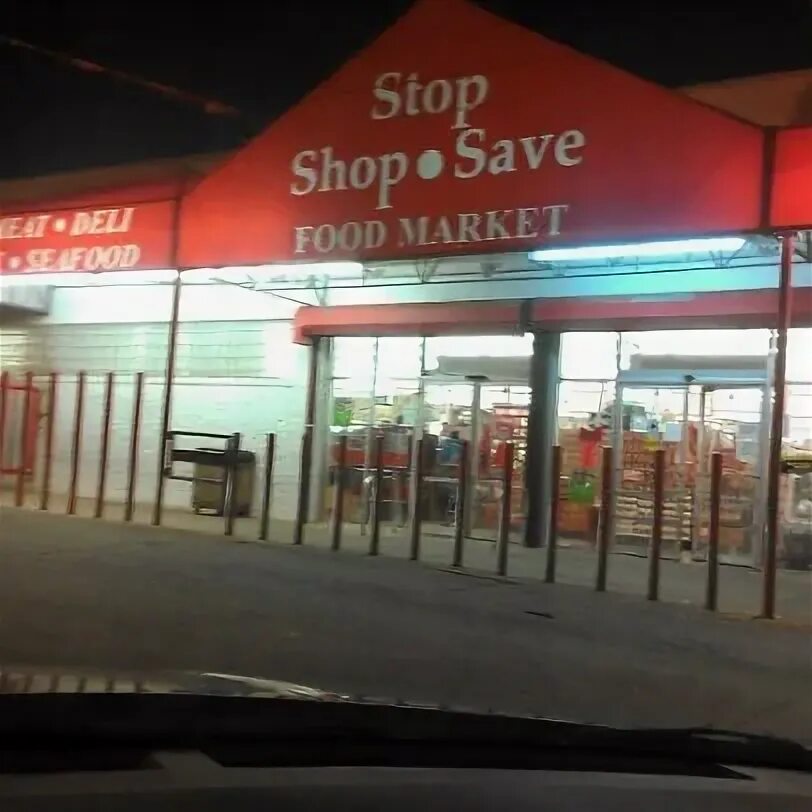 Stop
Shop • Save
FOOD MARKET
• DELI
• SEAFOOD